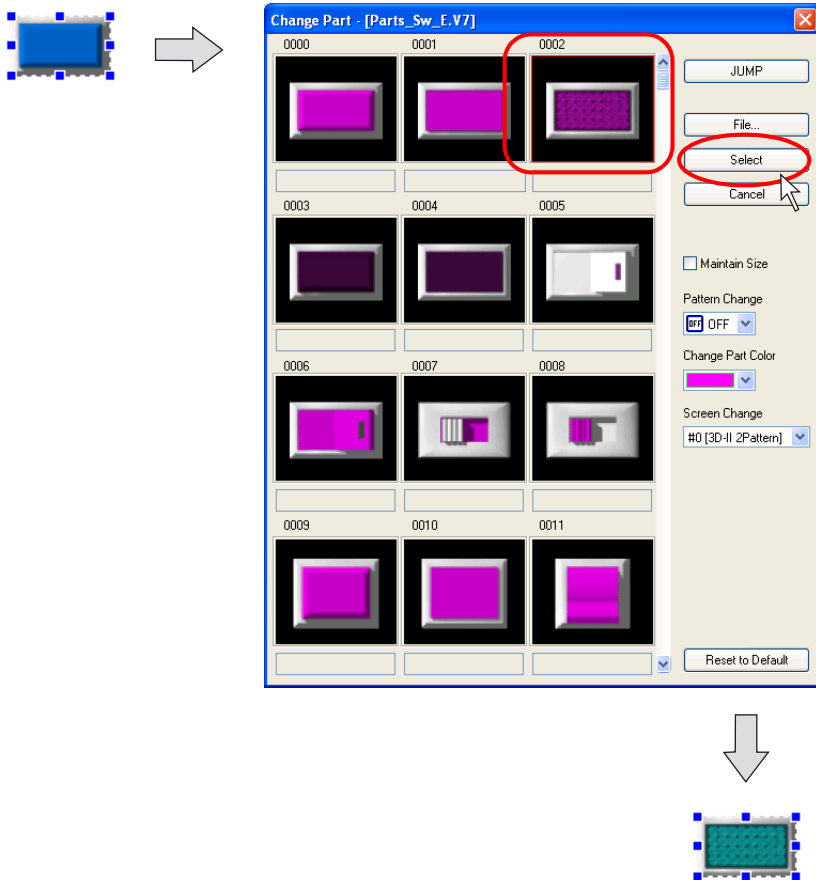 Change Part - [Parts_Sw_E.V7]
0000 0001 0002
JUMP
File...
Select
Cancel
0003 0004 0005
Maintain Size
Pattern Change
OFF OFF
Change Part Color
0006 0007 0008
Screen Change
#0 [3D-II 2Pattern]
0009 0010 0011
Reset to Default